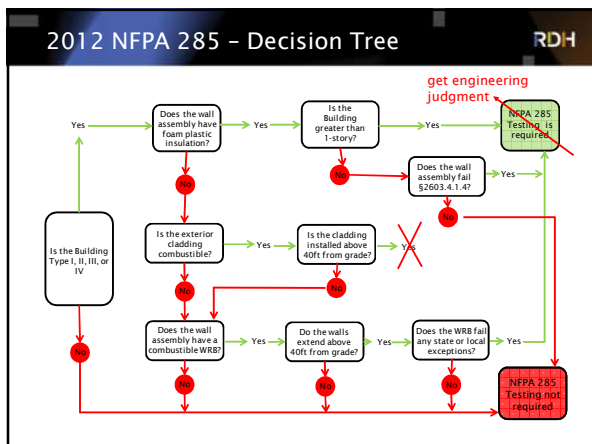 2012 NFPA 285 – Decision Tree
RDH
get engineering
judgment
Does the wall
assembly have
foam plastic
insulation?
Is the
Building
greater than
1-story?
NFPA 285
Testing is
required
Yes
Yes
Yes
No
No
Does the wall
assembly fail
§2603.4.1.4?
Yes
No
Is the Building
Type I, II, III, or
IV
Is the exterior
cladding
combustible?
Yes
Is the cladding
installed above
40ft from grade?
Yes
No
No
Does the wall
assembly have a
combustible WRB?
Yes
Do the walls
extend above
40ft from grade?
Yes
Does the WRB fail
any state or local
exceptions?
Yes
No
No
No
No
NFPA 285
Testing not
required